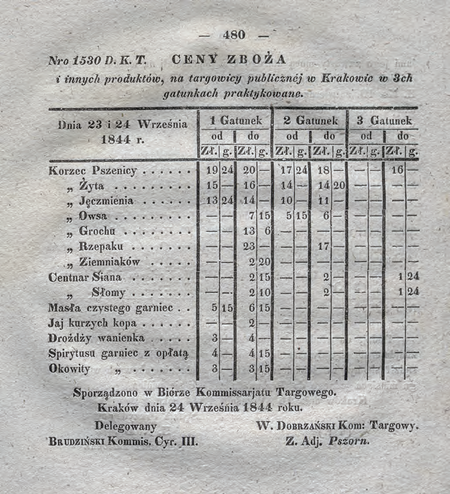 — 480 —
Nro 1530 D. K. T. CENY ZBOŻA
i innych produktów, na targowicy publicznéj w Krakowie w 3ch
gatunkach praktykowane.
Dnia 23 i 24 Września 1844 r. | 1 Gatunek | 2 Gatunek | 3 Gatunek
od | do | od | do | od | do
Zł. g. | Zł. g. | Zł. g. | Zł. g. | Zł. g. | Zł. g.
Korzec Pszenicy . . . . . . 19 24 | 20 — | 17 24 | 18 — | — — | 16 —
„ Żyta . . . . . . . . 15 — | 16 — | 14 — | 14 20 | — — | — —
„ Jęczmienia . . . . . 13 24 | 14 — | 10 — | 11 — | — — | — —
„ Owsa . . . . . . . . — — | 7 15 | 5 15 | 6 — | — — | — —
„ Grochu . . . . . . . — — | 13 6 | — — | — — | — — | — —
„ Rzepaku . . . . . . — — | 23 — | — — | 17 — | — — | — —
„ Ziemniaków . . . . . — — | 2 20 | — — | — — | — — | — —
Centnar Siana . . . . . . . — — | 2 15 | — — | 2 — | — — | 1 24
„ Słomy . . . . . . . — — | 2 10 | — — | 2 — | — — | 1 24
Masła czystego garniec . . 5 15 | 6 15 | — — | — — | — — | — —
Jaj kurzych kopa . . . . . . — — | 2 — | — — | — — | — — | — —
Drożdży wanienka . . . . . 3 — | 4 — | — — | — — | — — | — —
Spirytusu garniec z opłatą 4 — | 4 15 | — — | — — | — — | — —
Okowity „ . . . . . . 3 — | 3 15 | — — | — — | — — | — —
Sporządzono w Biórze Kommissarjatu Targowego.
Kraków dnia 24 Września 1844 roku.
Delegowany W. DOBRZAŃSKI Kom: Targowy.
BRUDZIŃSKI Kommis. Cyr. III. Z. Adj. Pszorn.